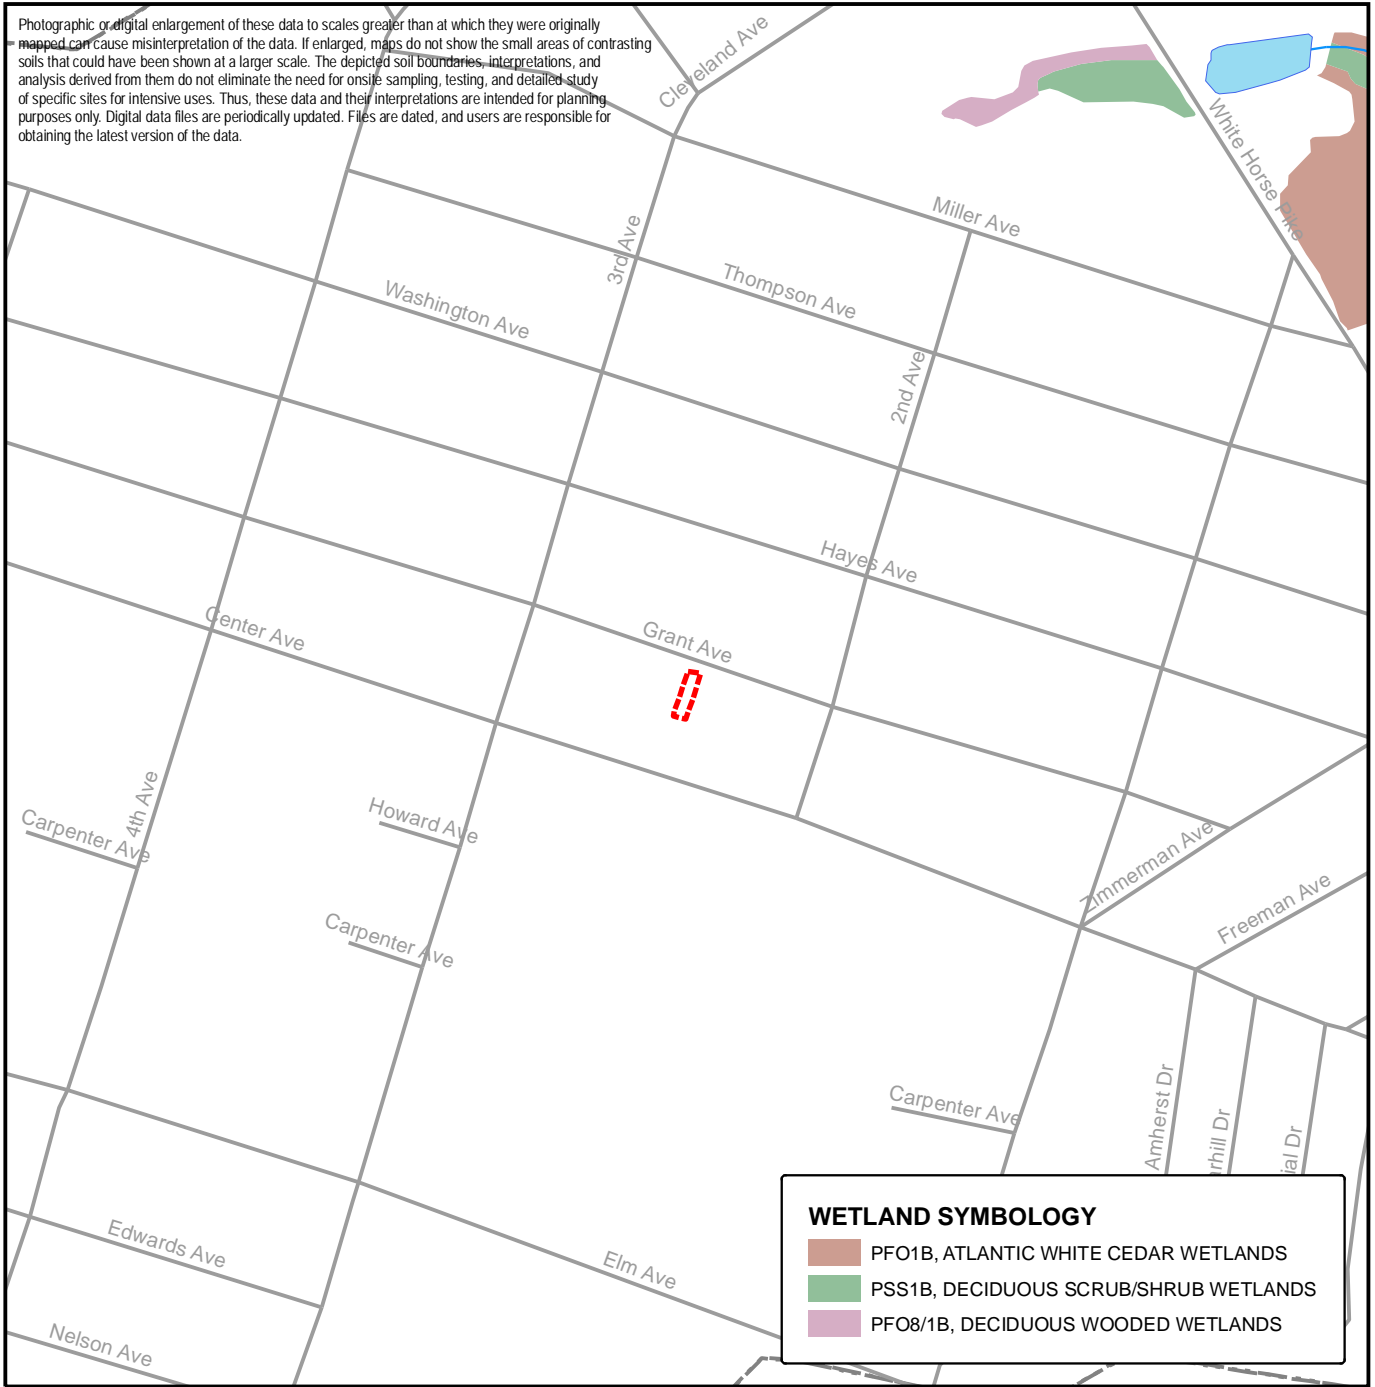 Photographic or digital enlargement of these data to scales greater than at which they were originally
mapped can cause misinterpretation of the data. If enlarged, maps do not show the small areas of contrasting
soils that could have been shown at a larger scale. The depicted soil boundaries, interpretations, and
analysis derived from them do not eliminate the need for onsite sampling, testing, and detailed study
of specific sites for intensive uses. Thus, these data and their interpretations are intended for planning
purposes only. Digital data files are periodically updated. Files are dated, and users are responsible for
obtaining the latest version of the data.
Cleveland Ave
White Horse Pike
Miller Ave
3rd Ave
Thompson Ave
Washington Ave
2nd Ave
Hayes Ave
Center Ave
Grant Ave
4th Ave
Howard Ave
Carpenter Ave
Zimmerman Ave
Freeman Ave
Carpenter Ave
Carpenter Ave
Amherst Dr
arhill Dr
ial Dr
Edwards Ave
Elm Ave
Nelson Ave
WETLAND SYMBOLOGY
PFO1B, ATLANTIC WHITE CEDAR WETLANDS
PSS1B, DECIDUOUS SCRUB/SHRUB WETLANDS
PFO8/1B, DECIDUOUS WOODED WETLANDS